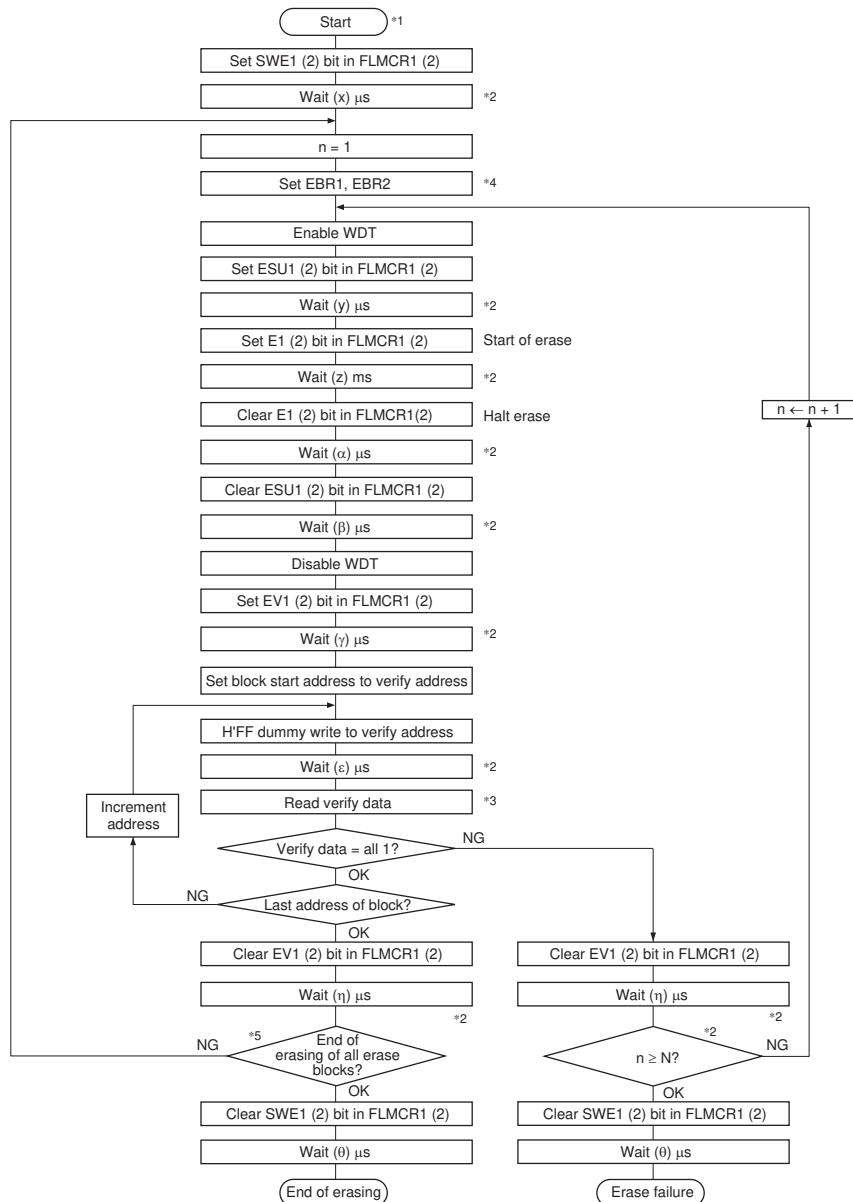 Start
*1
Set SWE1 (2) bit in FLMCR1 (2)
Wait (x) μs
*2
n = 1
Set EBR1, EBR2
*4
Enable WDT
Set ESU1 (2) bit in FLMCR1 (2)
Wait (y) μs
*2
Set E1 (2) bit in FLMCR1 (2)
Start of erase
Wait (z) ms
*2
Clear E1 (2) bit in FLMCR1(2)
Halt erase
n ← n + 1
Wait (α) μs
*2
Clear ESU1 (2) bit in FLMCR1 (2)
Wait (β) μs
*2
Disable WDT
Set EV1 (2) bit in FLMCR1 (2)
Wait (γ) μs
*2
Set block start address to verify address
H'FF dummy write to verify address
Wait (ε) μs
*2
Read verify data
*3
Increment
address
Verify data = all 1?
NG
OK
NG
Last address of block?
OK
Clear EV1 (2) bit in FLMCR1 (2)
Wait (η) μs
*2
NG
*5
End of
erasing of all erase
blocks?
OK
Clear SWE1 (2) bit in FLMCR1 (2)
Wait (θ) μs
End of erasing
Clear EV1 (2) bit in FLMCR1 (2)
Wait (η) μs
*2
*2
n ≥ N?
NG
OK
Clear SWE1 (2) bit in FLMCR1 (2)
Wait (θ) μs
Erase failure